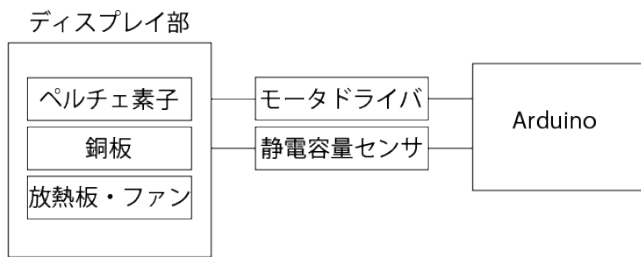 ディスプレイ部
ペルチェ素子
モータドライバ
Arduino
銅板
静電容量センサ
放熱板・ファン